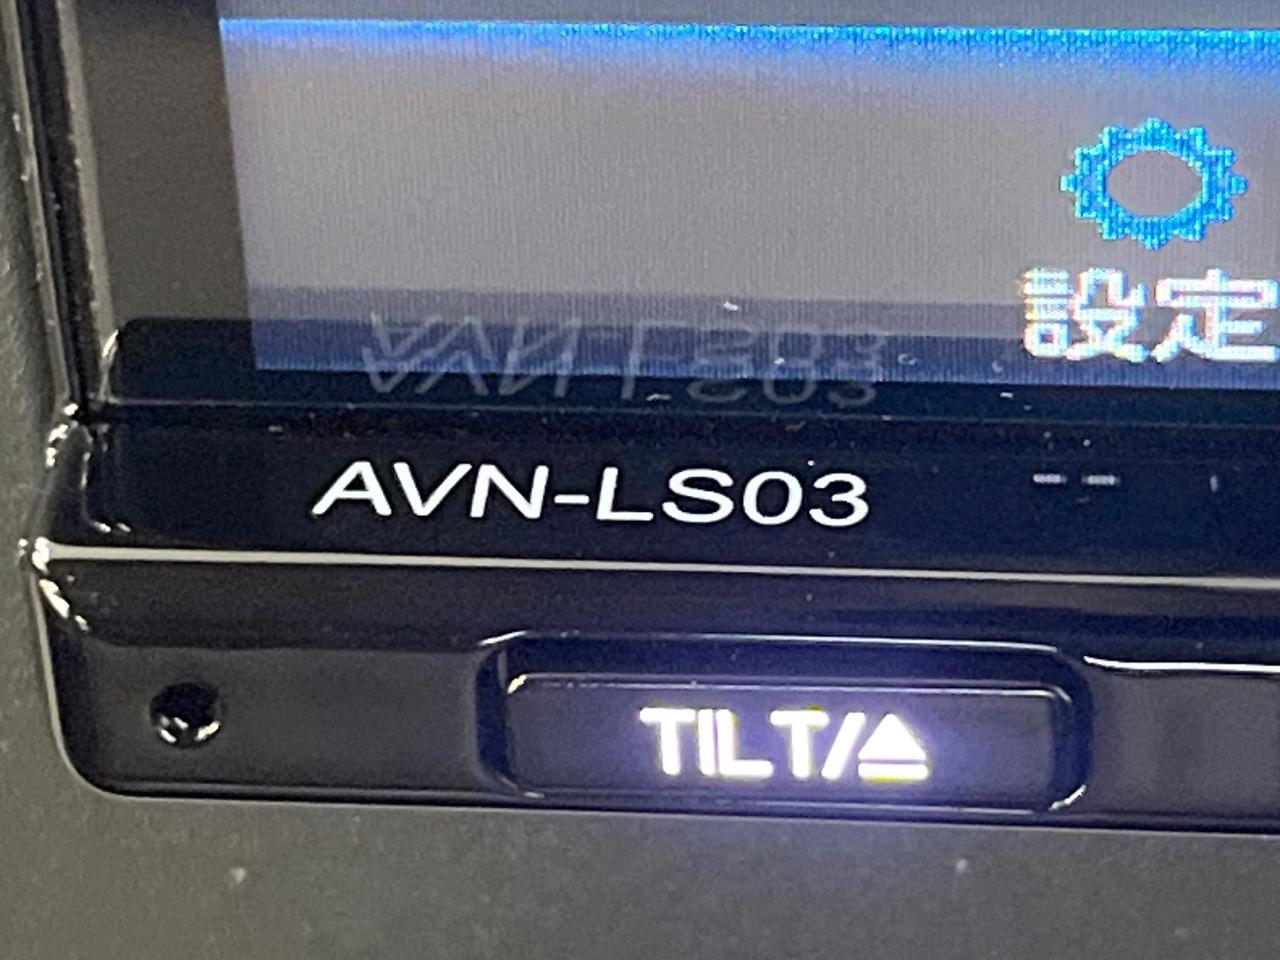 設定
AVN-LS03
TILT/⏏